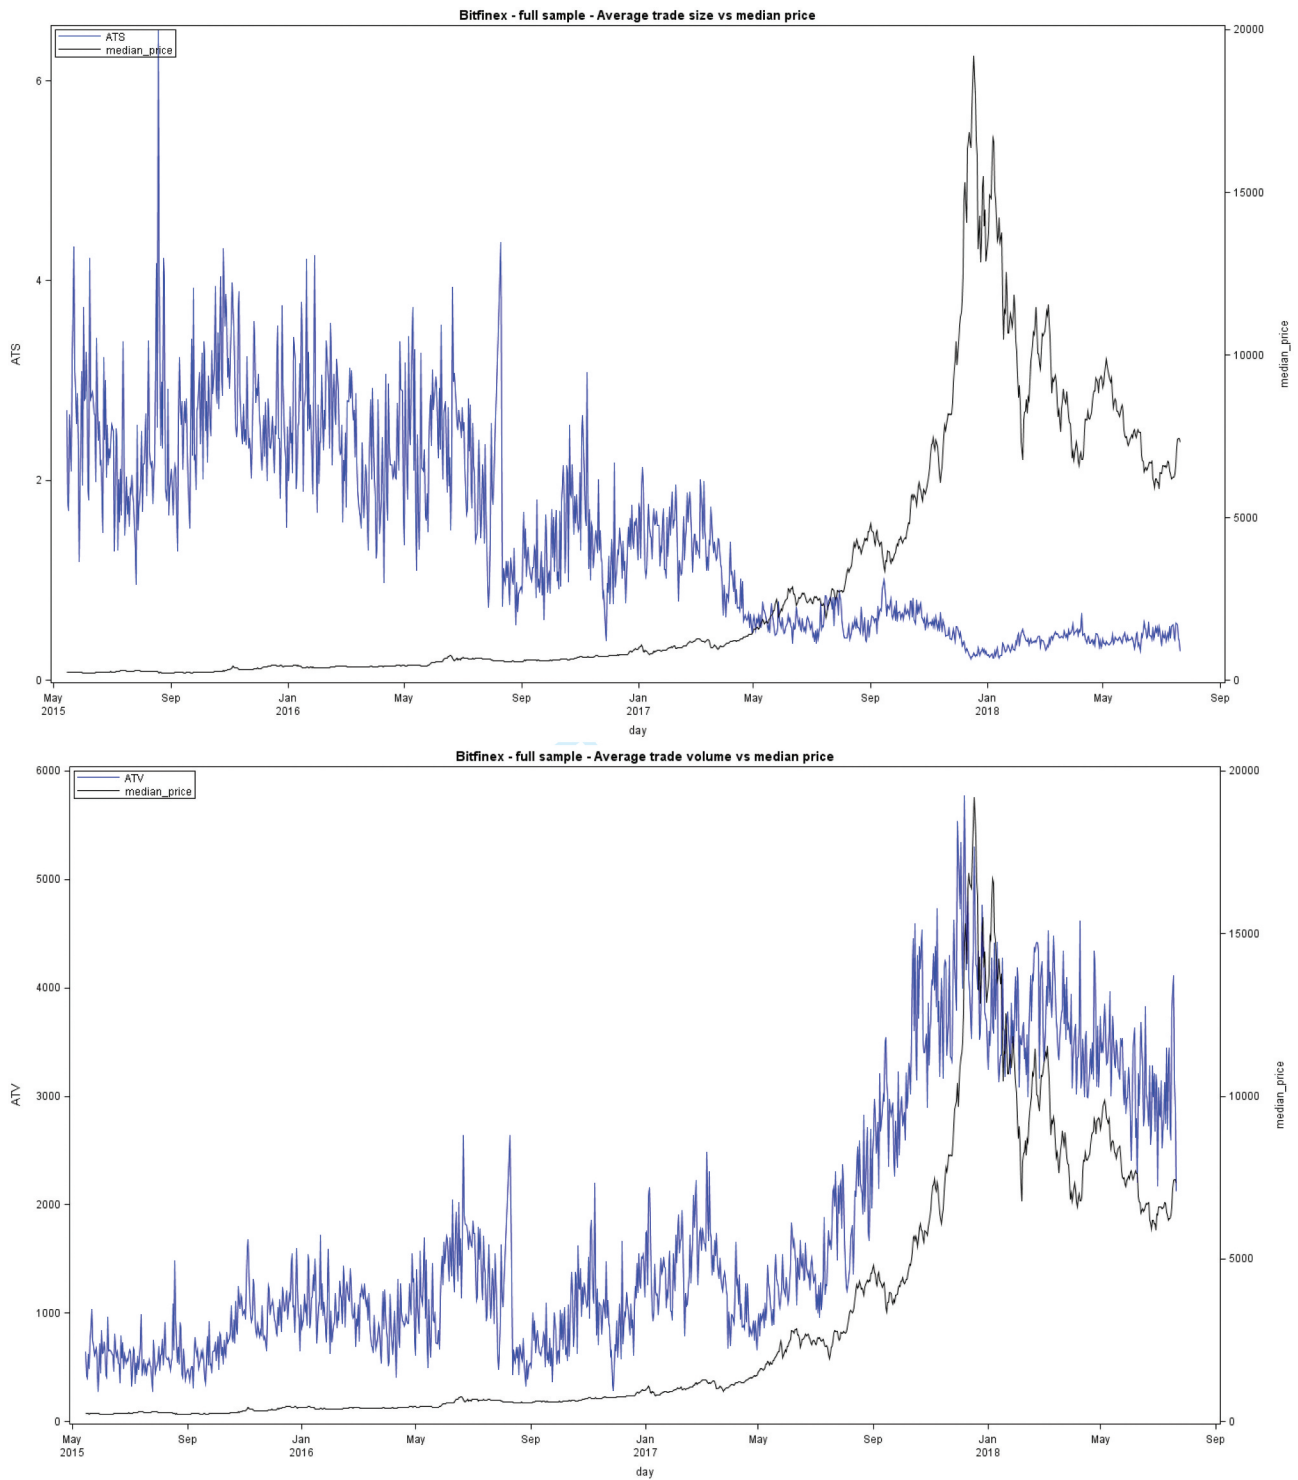 Bitfinex - full sample - Average trade size vs median price
ATS
median_price
6
4
2
0
ATS
20000
15000
10000
5000
0
median_price
May Sep Jan May Sep Jan May Sep Jan May Sep
2015 2016 2017 2018
day
Bitfinex - full sample - Average trade volume vs median price
ATV
median_price
6000
5000
4000
3000
2000
1000
0
ATV
20000
15000
10000
5000
0
median_price
May Sep Jan May Sep Jan May Sep Jan May Sep
2015 2016 2017 2018
day